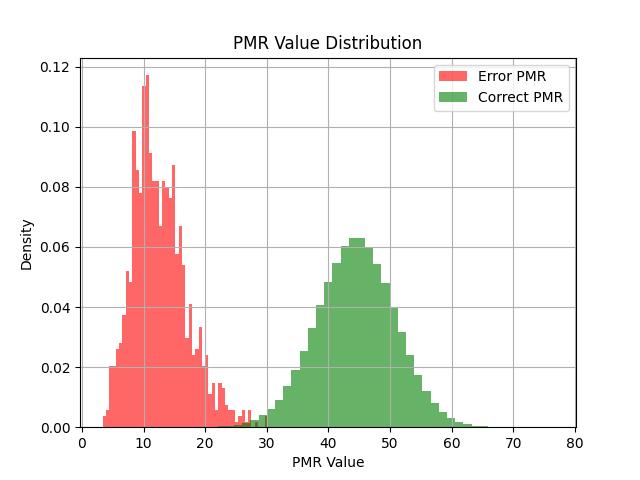 PMR Value Distribution
Error PMR
Correct PMR
0.12
0.10
0.08
0.06
0.04
0.02
0.00
Density
0 10 20 30 40 50 60 70 80
PMR Value